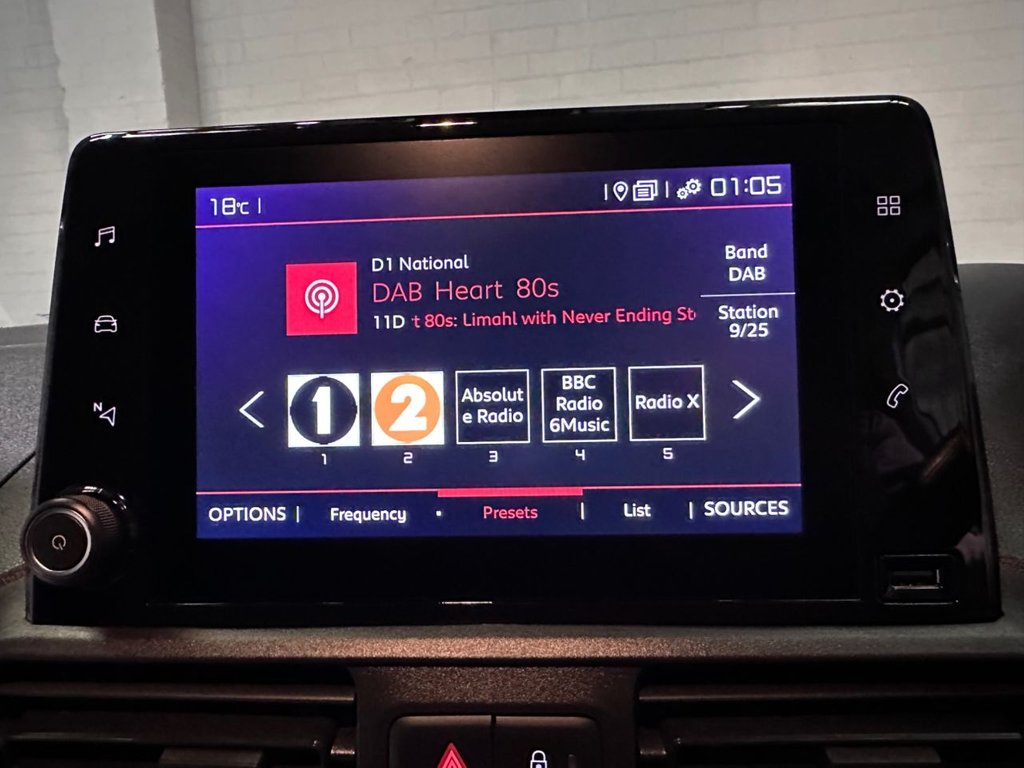 18°C
01:05
D1 National
DAB Heart 80s
11D t 80s: Limahl with Never Ending St
Band
DAB
Station
9/25
1
2
Absolut
e Radio
BBC
Radio
6Music
Radio X
1
2
3
4
5
OPTIONS
Frequency
Presets
List
SOURCES
N